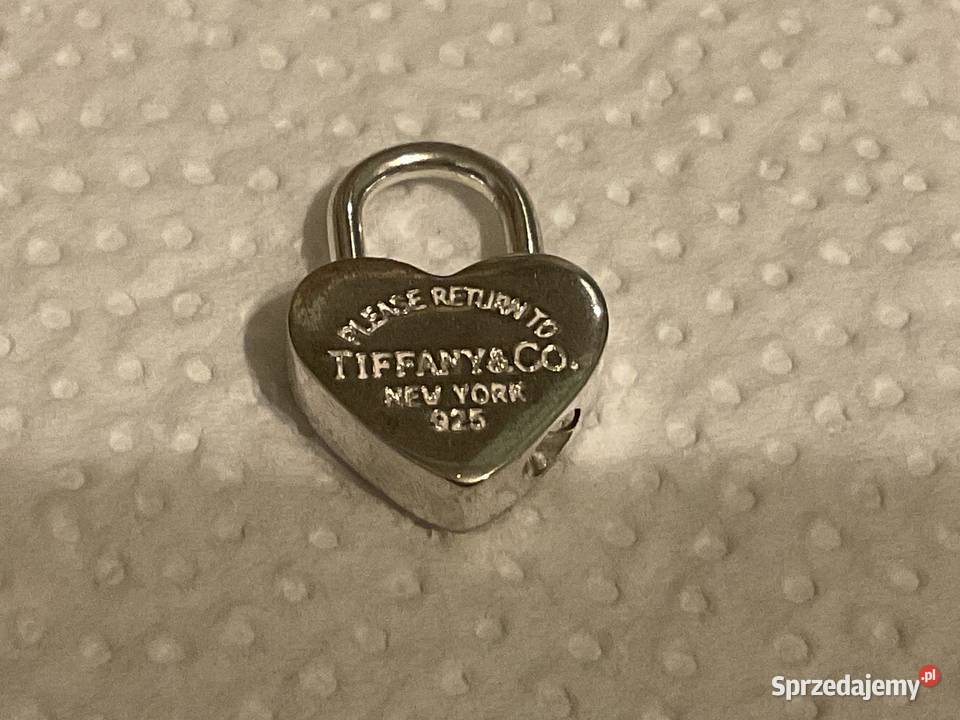 PLEASE RETURN TO
TIFFANY&CO.
NEW YORK
925
Sprzedajemy.pl